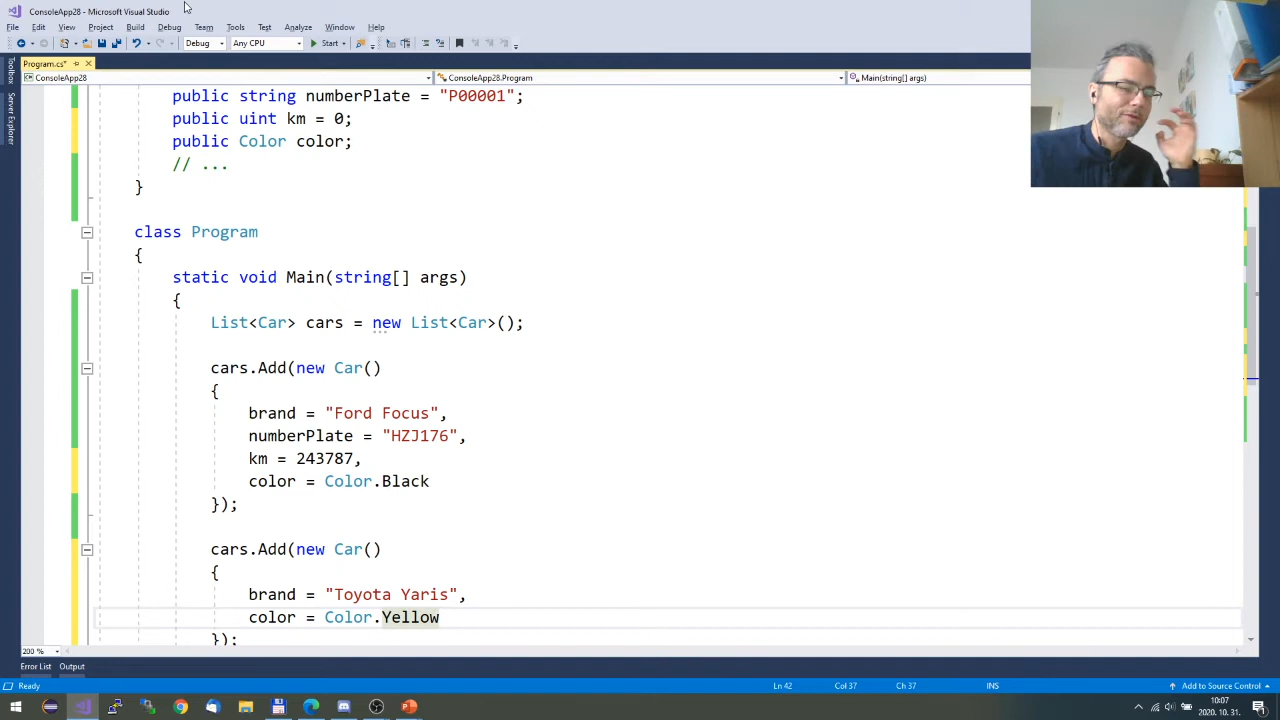 ConsoleApp28 - Microsoft Visual Studio
File Edit View Project Build Debug Team Tools Test Analyze Window Help
Debug Any CPU Start
Program.cs*
ConsoleApp28 ConsoleApp28.Program Main(string[] args)
Toolbox
Server Explorer
public string numberPlate = "P00001";
public uint km = 0;
public Color color;
// ...
}
class Program
{
static void Main(string[] args)
{
List<Car> cars = new List<Car>();
cars.Add(new Car()
{
brand = "Ford Focus",
numberPlate = "HZJ176",
km = 243787,
color = Color.Black
});
cars.Add(new Car()
{
brand = "Toyota Yaris",
color = Color.Yellow
});
200 %
Error List Output
Ready Ln 42 Col 37 Ch 37 INS Add to Source Control
10:07
2020. 10. 31.